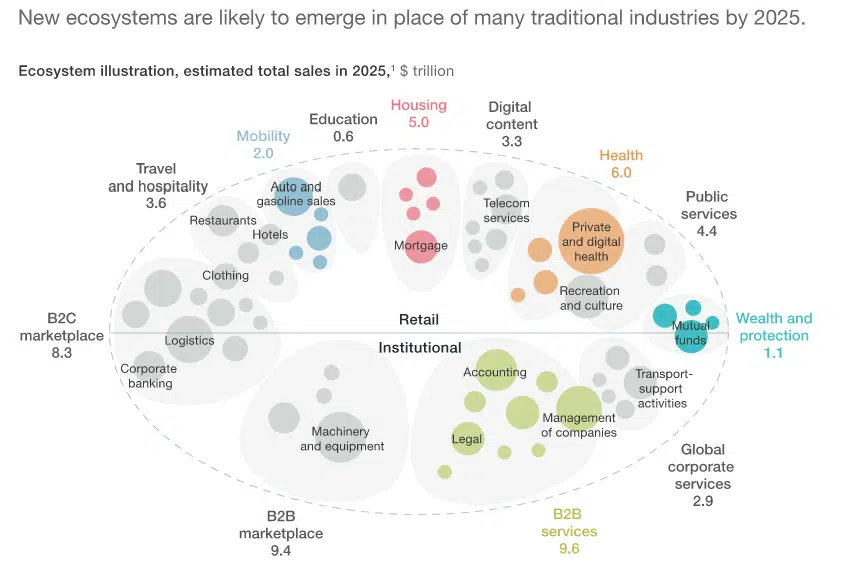 New ecosystems are likely to emerge in place of many traditional industries by 2025.
Ecosystem illustration, estimated total sales in 2025,¹ $ trillion
Housing
5.0
Education
0.6
Digital
content
3.3
Mobility
2.0
Health
6.0
Travel
and hospitality
3.6
Public
services
4.4
Auto and
gasoline sales
Restaurants
Hotels
Clothing
Mortgage
Telecom
services
Private
and digital
health
Recreation
and culture
B2C
marketplace
8.3
Logistics
Corporate
banking
Retail
Institutional
Mutual
funds
Wealth and
protection
1.1
Machinery
and equipment
Accounting
Legal
Management
of companies
Transport-
support
activities
Global
corporate
services
2.9
B2B
marketplace
9.4
B2B
services
9.6